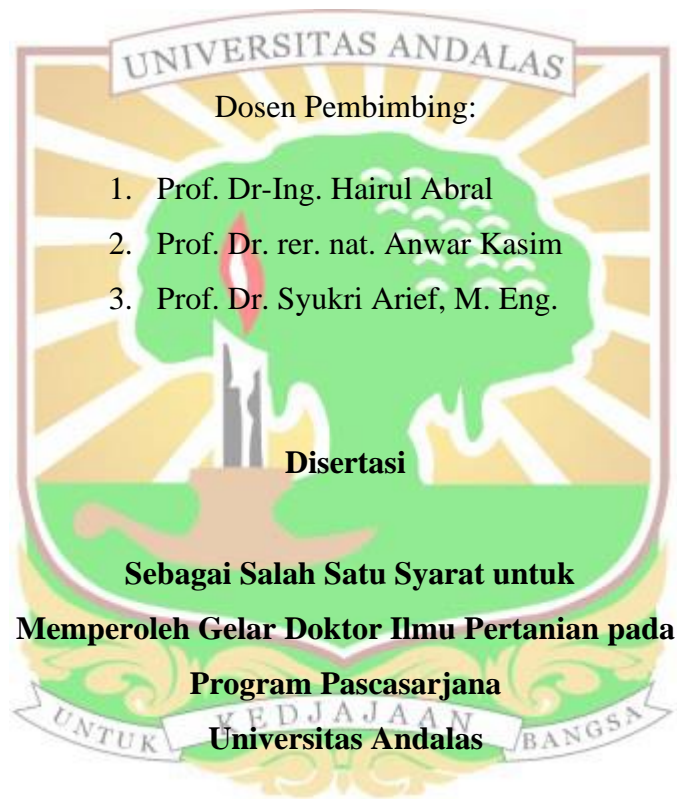 UNIVERSITAS ANDALAS
Dosen Pembimbing:
1. Prof. Dr-Ing. Hairul Abral
2. Prof. Dr. rer. nat. Anwar Kasim
3. Prof. Dr. Syukri Arief, M. Eng.
Disertasi
Sebagai Salah Satu Syarat untuk
Memperoleh Gelar Doktor Ilmu Pertanian pada
Program Pascasarjana
UNTUK KEDJAJAAN BANGSA
Universitas Andalas